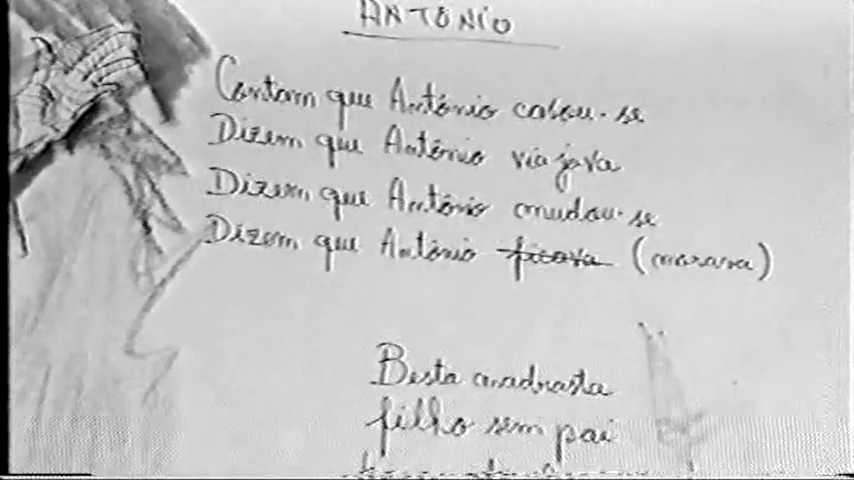 ANTÔNIO
Contam que Antônio casou-se
Dizem que Antônio viajava
Dizem que Antônio mudou-se
Dizem que Antônio ficava (morava)
Besta madrasta
filho sem pai